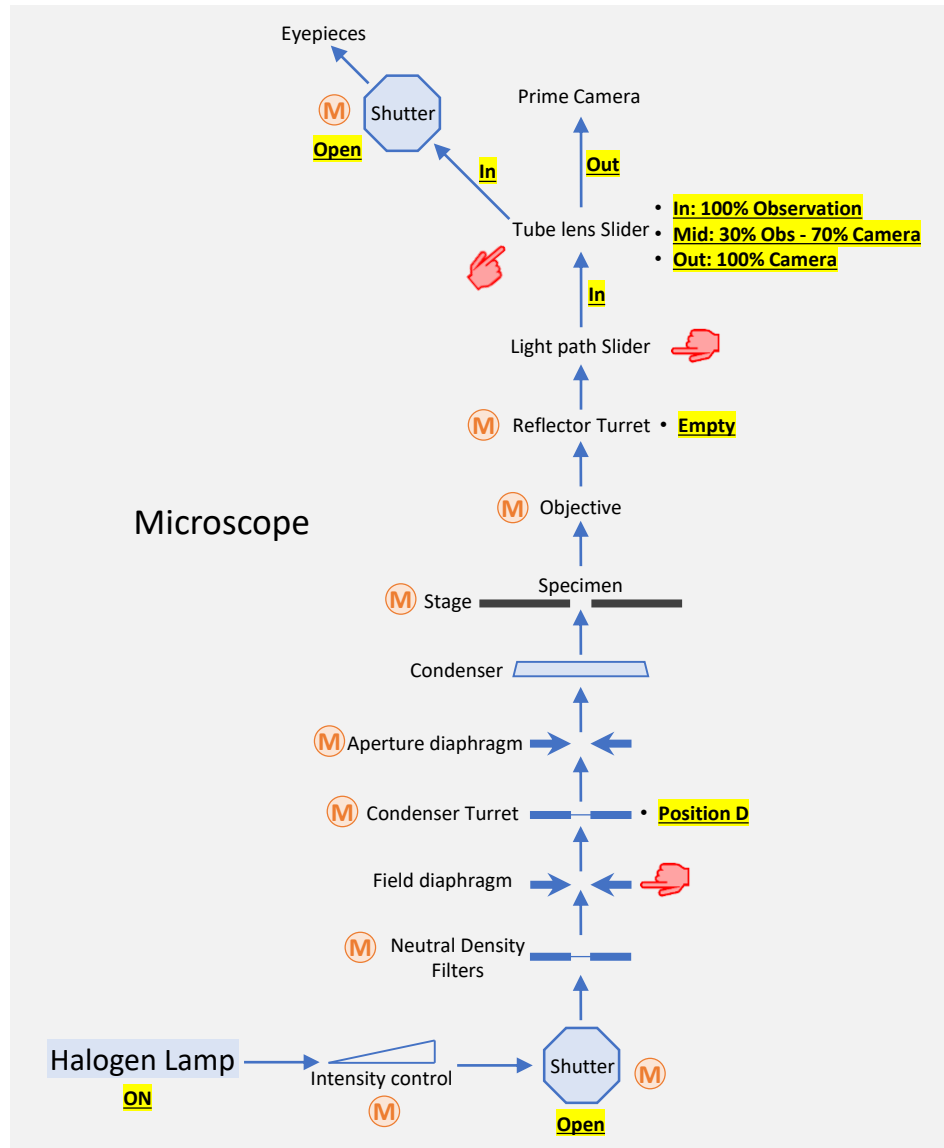 Eyepieces
M
Shutter
Open
Prime Camera
In
Out
Tube lens Slider
• In: 100% Observation
• Mid: 30% Obs - 70% Camera
• Out: 100% Camera
In
Light path Slider
M Reflector Turret • Empty
M Objective
Microscope
Specimen
M Stage
Condenser
M Aperture diaphragm
M Condenser Turret • Position D
Field diaphragm
M Neutral Density
Filters
Halogen Lamp
ON
Intensity control
M
Shutter
M
Open